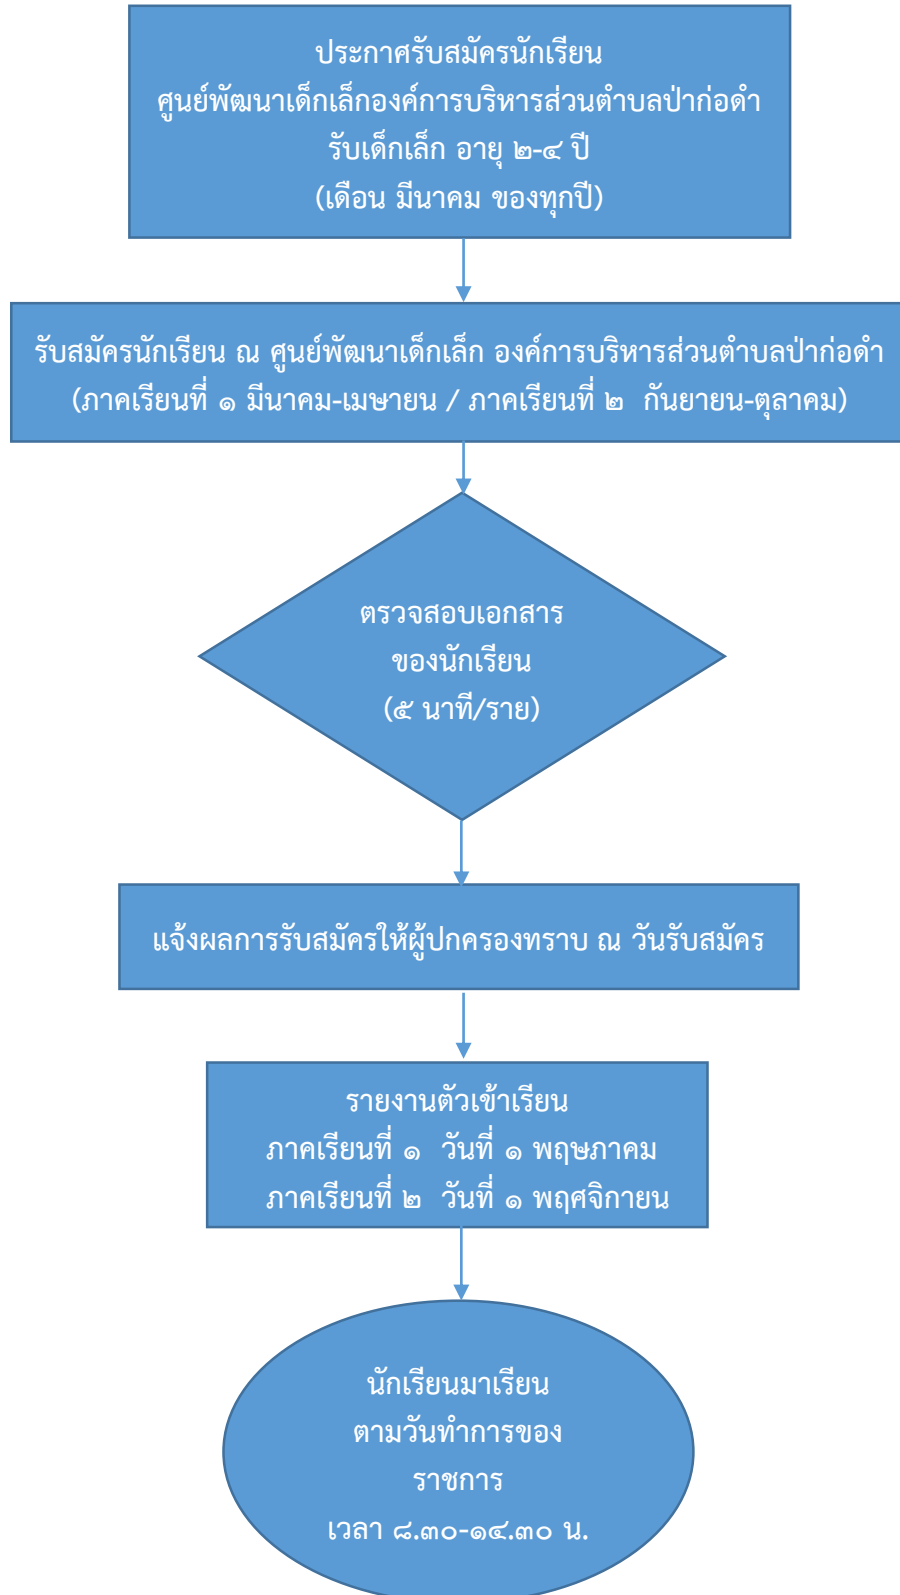 ประกาศรับสมัครนักเรียน
ศูนย์พัฒนาเด็กเล็กองค์การบริหารส่วนตำบลป่าก่อดำ
รับเด็กเล็ก อายุ ๒-๔ ปี
(เดือน มีนาคม ของทุกปี)
รับสมัครนักเรียน ณ ศูนย์พัฒนาเด็กเล็ก องค์การบริหารส่วนตำบลป่าก่อดำ
(ภาคเรียนที่ ๑ มีนาคม-เมษายน / ภาคเรียนที่ ๒ กันยายน-ตุลาคม)
ตรวจสอบเอกสาร
ของนักเรียน
(๕ นาที/ราย)
แจ้งผลการรับสมัครให้ผู้ปกครองทราบ ณ วันรับสมัคร
รายงานตัวเข้าเรียน
ภาคเรียนที่ ๑ วันที่ ๑ พฤษภาคม
ภาคเรียนที่ ๒ วันที่ ๑ พฤศจิกายน
นักเรียนมาเรียน
ตามวันทำการของ
ราชการ
เวลา ๘.๓๐-๑๔.๓๐ น.